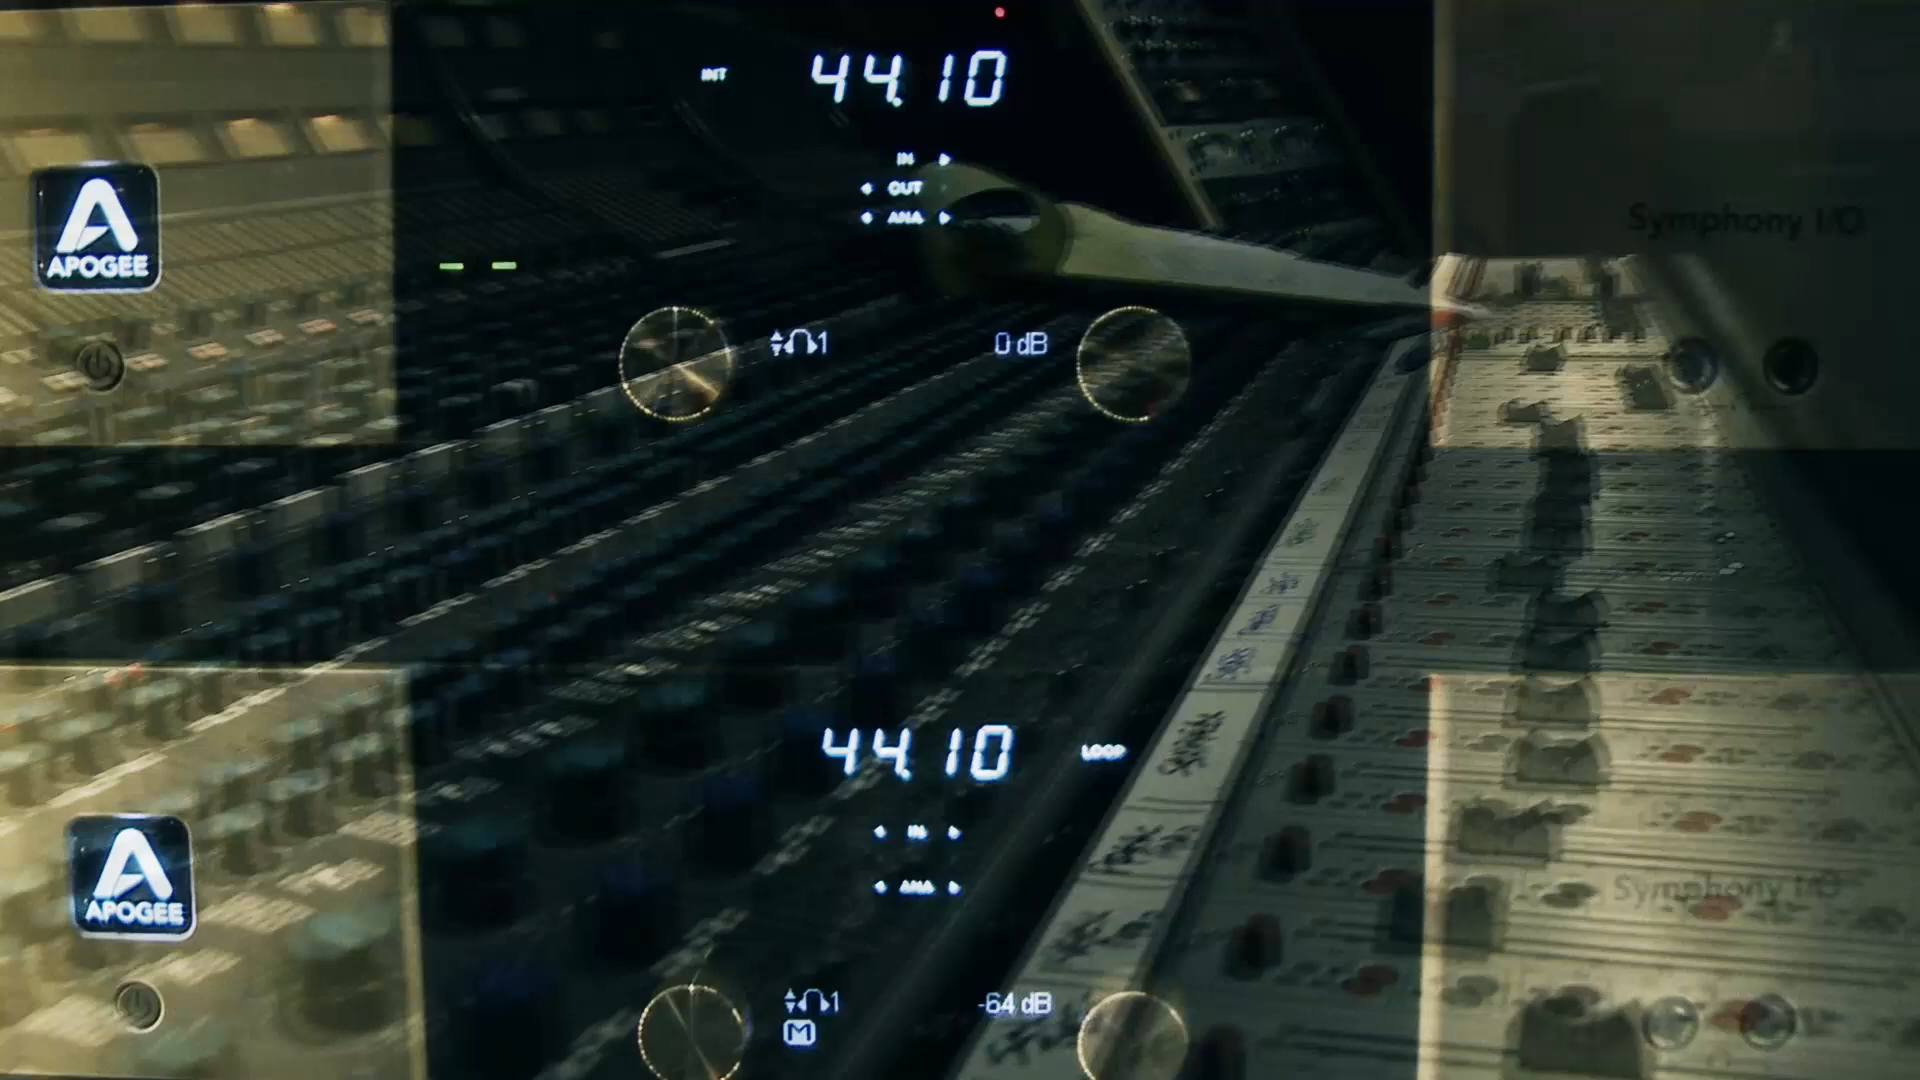 INT
44.10
IN
OUT
ANA
APOGEE
Symphony I/O
1
0 dB
44.10
LOOP
IN
ANA
APOGEE
Symphony I/O
1
-64 dB
M